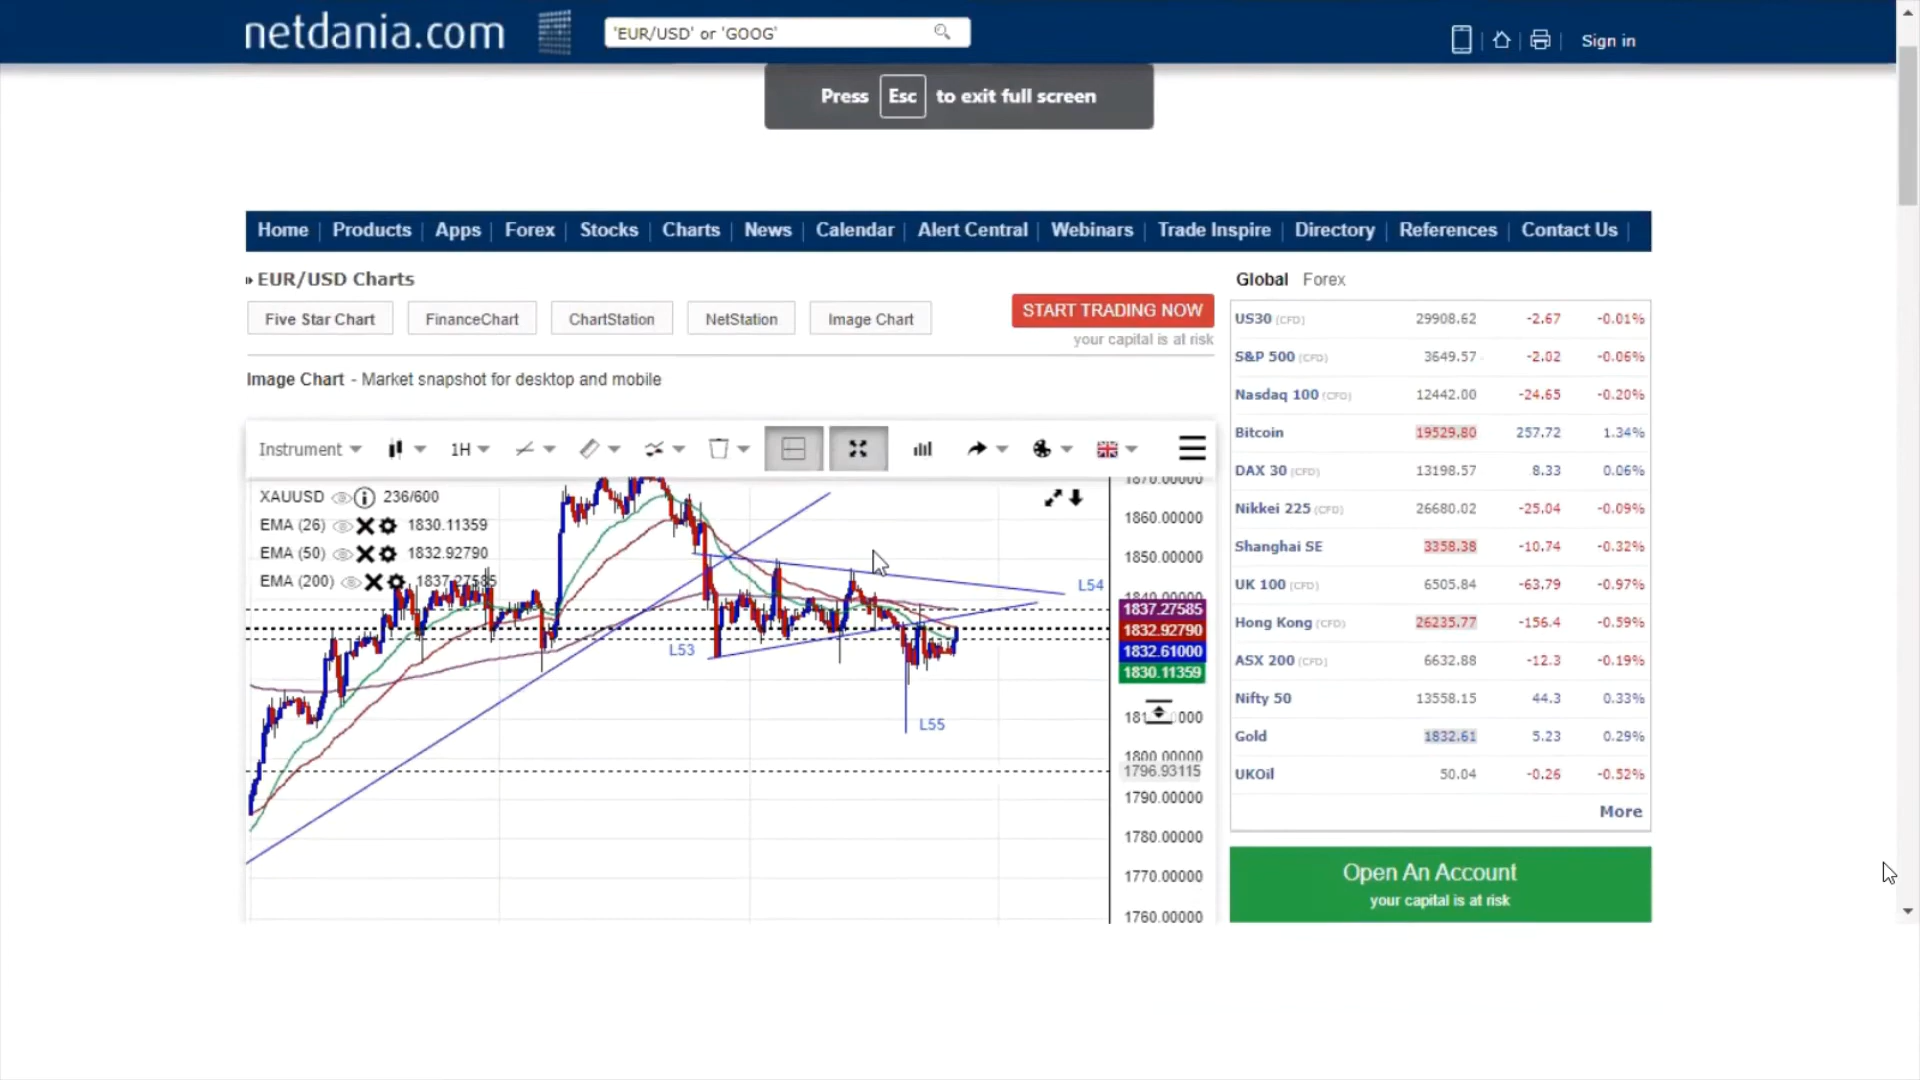 netdania.com
'EUR/USD' or 'GOOG'
Sign in
Press Esc to exit full screen
Home Products Apps Forex Stocks Charts News Calendar Alert Central Webinars Trade Inspire Directory References Contact Us
EUR/USD Charts
Global Forex
Five Star Chart FinanceChart ChartStation NetStation Image Chart
START TRADING NOW
your capital is at risk
Image Chart - Market snapshot for desktop and mobile
Instrument 1H
XAUUSD 236/600
EMA (26) 1830.11359
EMA (50) 1832.92790
EMA (200) 1837.27585
L53
L54
L55
1870.00000
1860.00000
1850.00000
1840.00000
1837.27585
1832.92790
1832.61000
1830.11359
1800.00000
1796.93115
1790.00000
1780.00000
1770.00000
1760.00000
US30 (CFD) 29908.62 -2.67 -0.01%
S&P 500 (CFD) 3649.57 -2.02 -0.06%
Nasdaq 100 (CFD) 12442.00 -24.65 -0.20%
Bitcoin 19529.80 257.72 1.34%
DAX 30 (CFD) 13198.57 8.33 0.06%
Nikkei 225 (CFD) 26680.02 -25.04 -0.09%
Shanghai SE 3358.38 -10.74 -0.32%
UK 100 (CFD) 6505.84 -63.79 -0.97%
Hong Kong (CFD) 26235.77 -156.4 -0.59%
ASX 200 (CFD) 6632.88 -12.3 -0.19%
Nifty 50 13558.15 44.3 0.33%
Gold 1832.61 5.23 0.29%
UKOil 50.04 -0.26 -0.52%
More
Open An Account
your capital is at risk